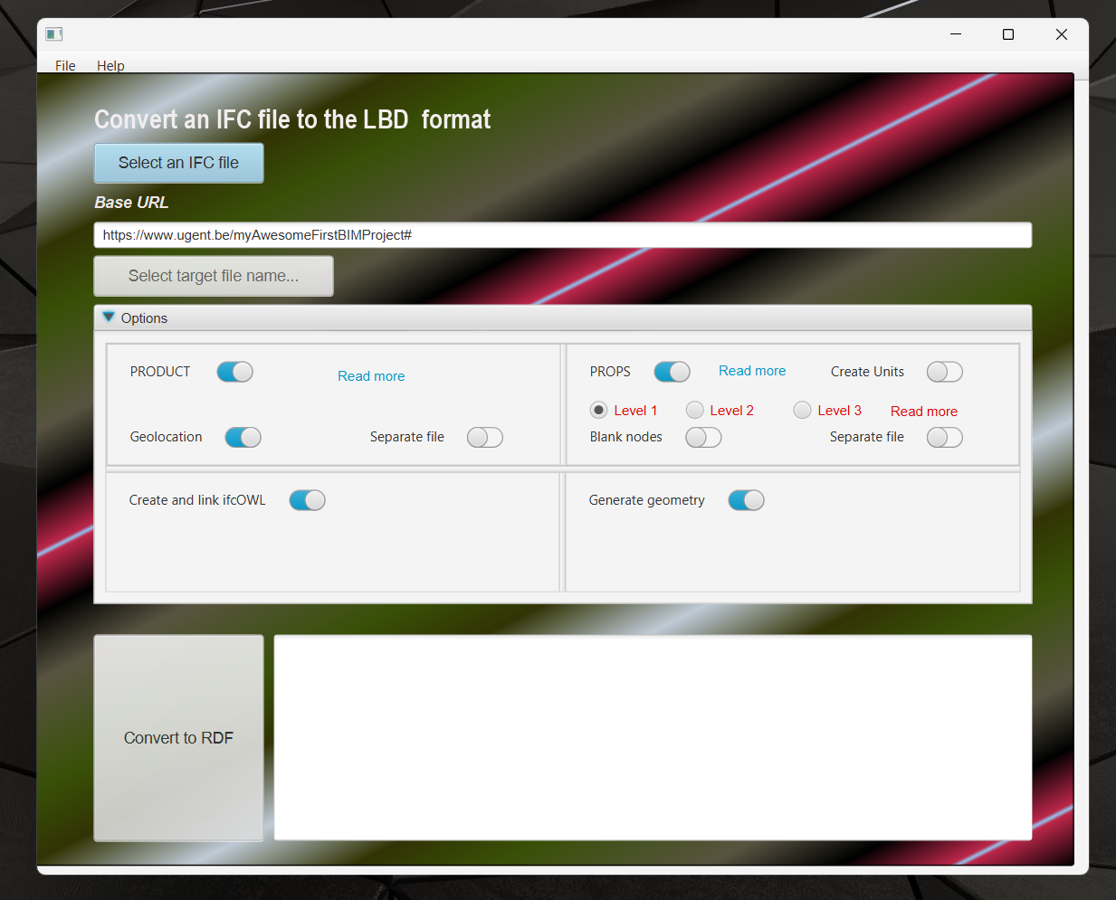 File Help
Convert an IFC file to the LBD format
Select an IFC file
Base URL
https://www.ugent.be/myAwesomeFirstBIMProject#
Select target file name...
Options
PRODUCT Read more
Geolocation Separate file
PROPS Read more Create Units
Level 1 Level 2 Level 3 Read more
Blank nodes Separate file
Create and link ifcOWL
Generate geometry
Convert to RDF